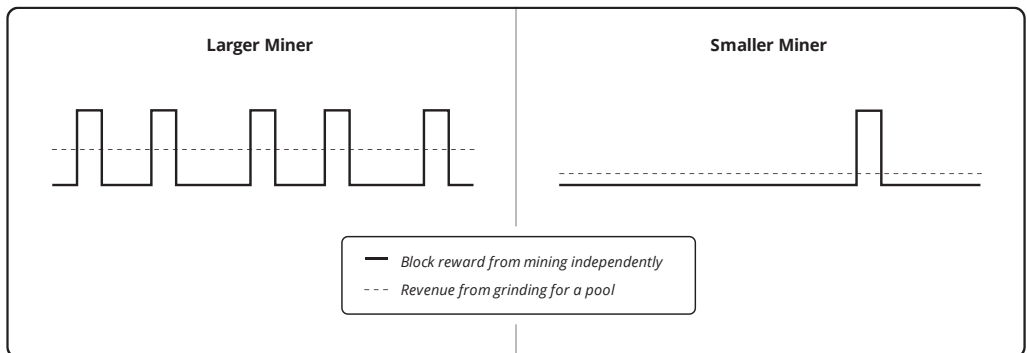 Larger Miner
Smaller Miner
Block reward from mining independently
Revenue from grinding for a pool